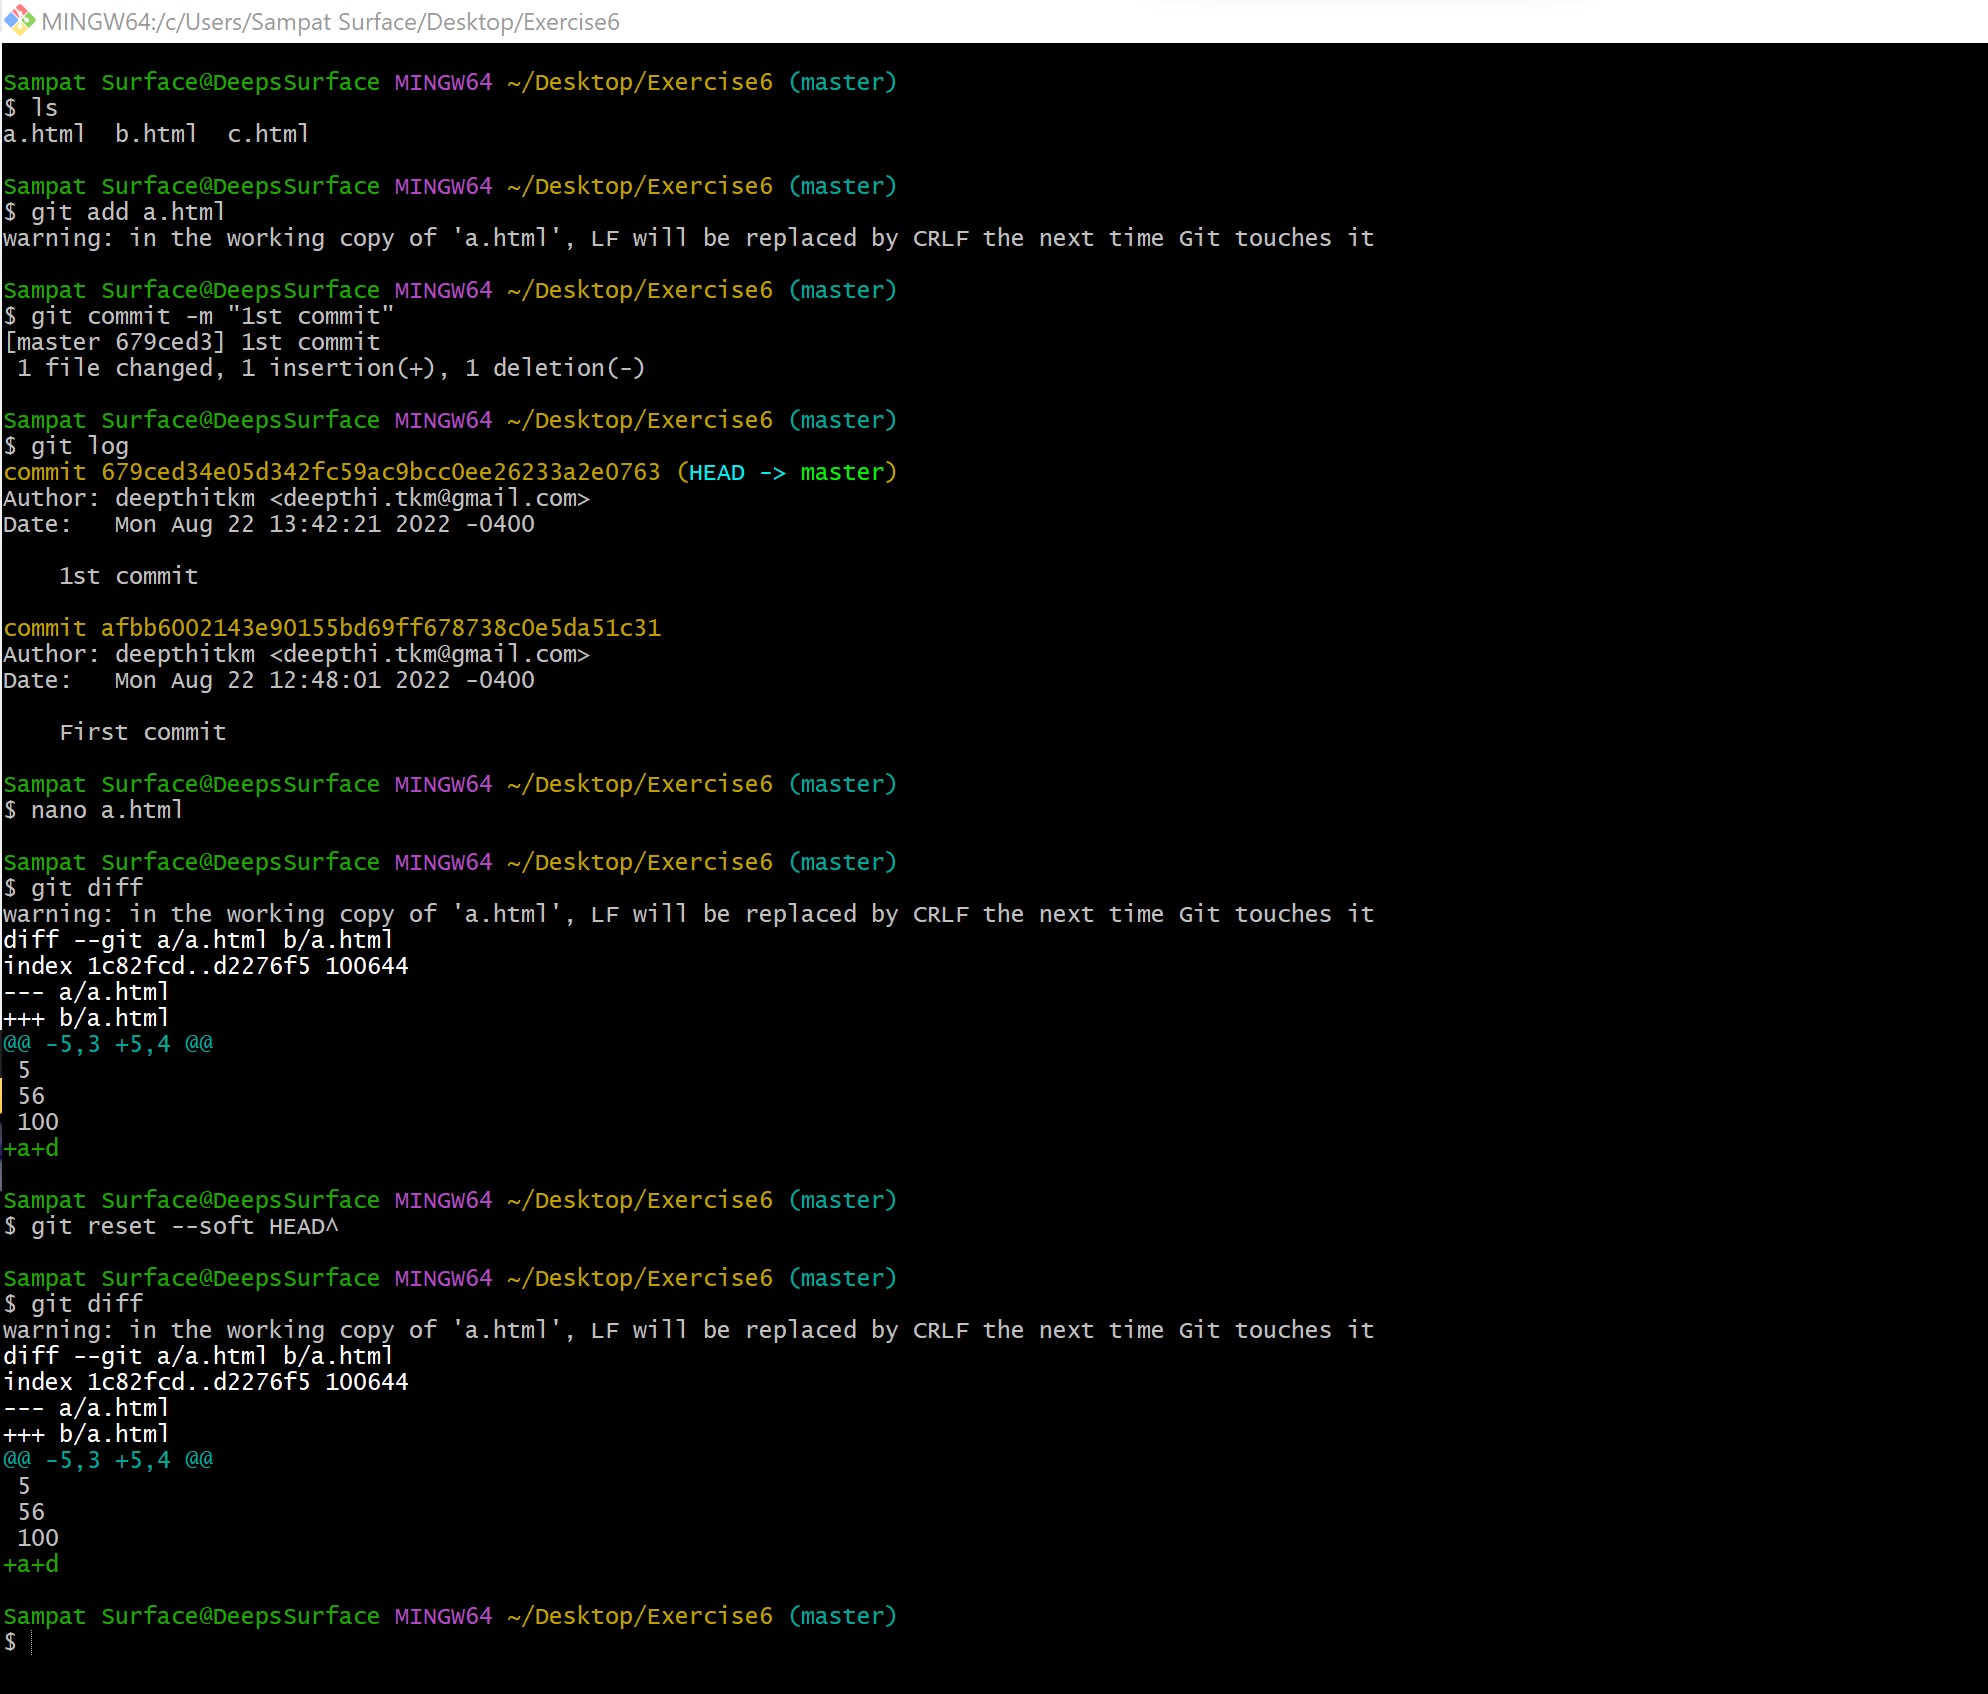 MINGW64:/c/Users/Sampat Surface/Desktop/Exercise6
Sampat Surface@DeepsSurface MINGW64 ~/Desktop/Exercise6 (master)
$ ls
a.html  b.html  c.html
Sampat Surface@DeepsSurface MINGW64 ~/Desktop/Exercise6 (master)
$ git add a.html
warning: in the working copy of 'a.html', LF will be replaced by CRLF the next time Git touches it
Sampat Surface@DeepsSurface MINGW64 ~/Desktop/Exercise6 (master)
$ git commit -m "1st commit"
[master 679ced3] 1st commit
 1 file changed, 1 insertion(+), 1 deletion(-)
Sampat Surface@DeepsSurface MINGW64 ~/Desktop/Exercise6 (master)
$ git log
commit 679ced34e05d342fc59ac9bcc0ee26233a2e0763 (HEAD -> master)
Author: deepthitkm <deepthi.tkm@gmail.com>
Date:   Mon Aug 22 13:42:21 2022 -0400
    1st commit
commit afbb6002143e90155bd69ff678738c0e5da51c31
Author: deepthitkm <deepthi.tkm@gmail.com>
Date:   Mon Aug 22 12:48:01 2022 -0400
    First commit
Sampat Surface@DeepsSurface MINGW64 ~/Desktop/Exercise6 (master)
$ nano a.html
Sampat Surface@DeepsSurface MINGW64 ~/Desktop/Exercise6 (master)
$ git diff
warning: in the working copy of 'a.html', LF will be replaced by CRLF the next time Git touches it
diff --git a/a.html b/a.html
index 1c82fcd..d2276f5 100644
--- a/a.html
+++ b/a.html
@@ -5,3 +5,4 @@
 5
 56
 100
+a+d
Sampat Surface@DeepsSurface MINGW64 ~/Desktop/Exercise6 (master)
$ git reset --soft HEAD^
Sampat Surface@DeepsSurface MINGW64 ~/Desktop/Exercise6 (master)
$ git diff
warning: in the working copy of 'a.html', LF will be replaced by CRLF the next time Git touches it
diff --git a/a.html b/a.html
index 1c82fcd..d2276f5 100644
--- a/a.html
+++ b/a.html
@@ -5,3 +5,4 @@
 5
 56
 100
+a+d
Sampat Surface@DeepsSurface MINGW64 ~/Desktop/Exercise6 (master)
$